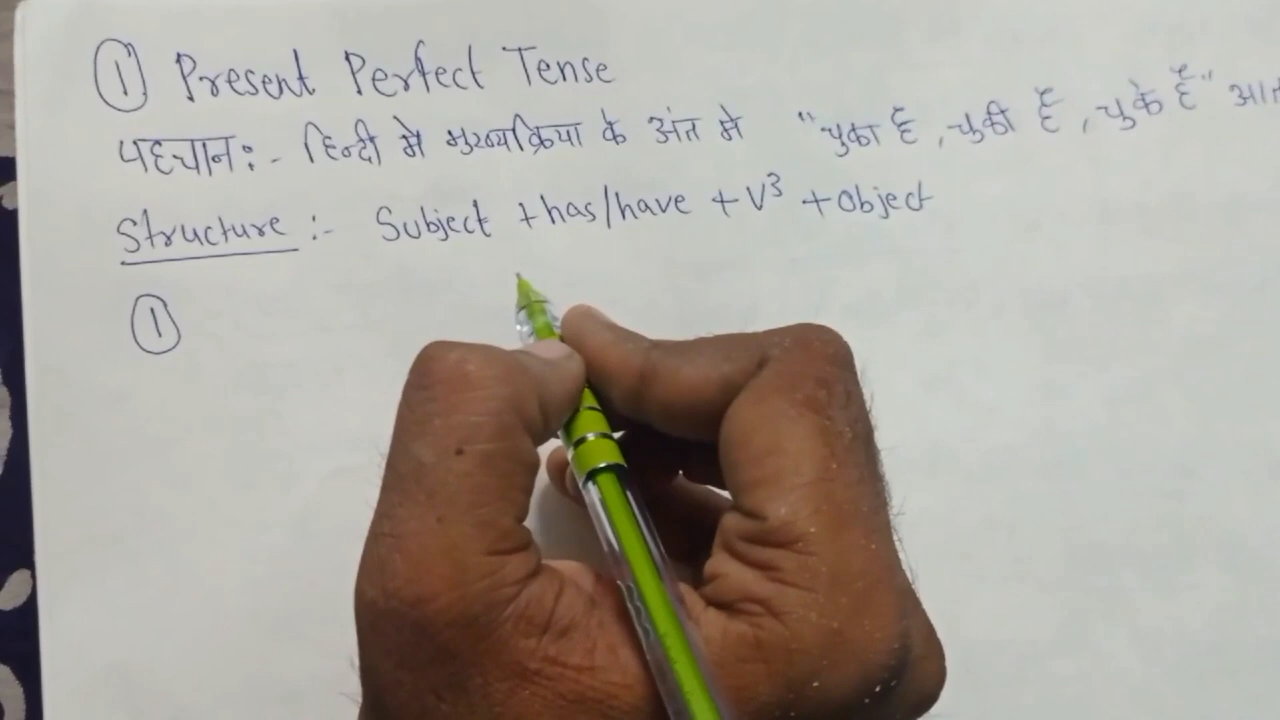 ① Present Perfect Tense
पहचान:- हिन्दी मे मुख्यक्रिया के अंत मे "चुका है, चुकी है, चुके है"
Structure :- Subject + has/have + V³ + Object
①